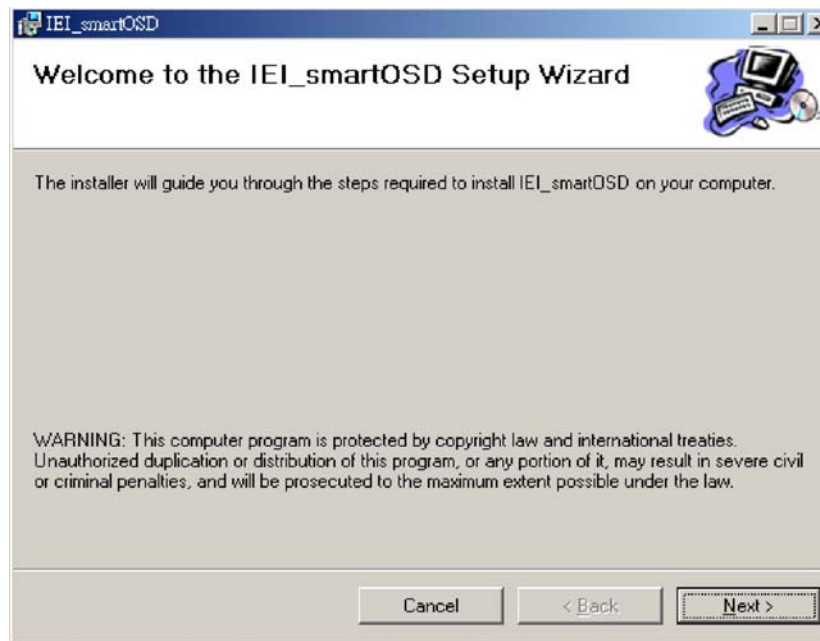 IEI_smartOSD
Welcome to the IEI_smartOSD Setup Wizard
The installer will guide you through the steps required to install IEI_smartOSD on your computer.
WARNING: This computer program is protected by copyright law and international treaties.
Unauthorized duplication or distribution of this program, or any portion of it, may result in severe civil
or criminal penalties, and will be prosecuted to the maximum extent possible under the law.
Cancel
< Back
Next >